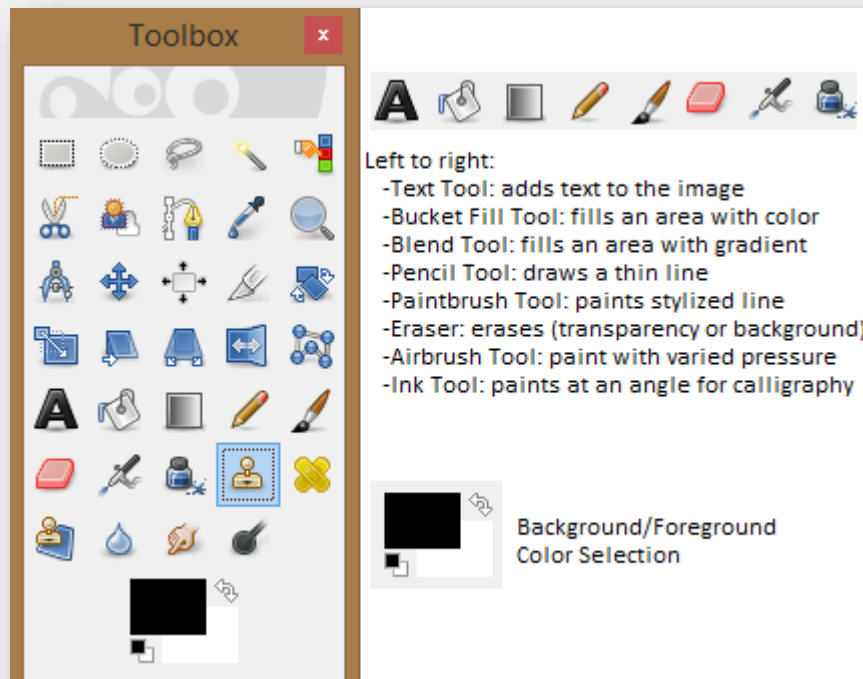 Toolbox
x
Left to right:
-Text Tool: adds text to the image
-Bucket Fill Tool: fills an area with color
-Blend Tool: fills an area with gradient
-Pencil Tool: draws a thin line
-Paintbrush Tool: paints stylized line
-Eraser: erases (transparency or background)
-Airbrush Tool: paint with varied pressure
-Ink Tool: paints at an angle for calligraphy
Background/Foreground
Color Selection